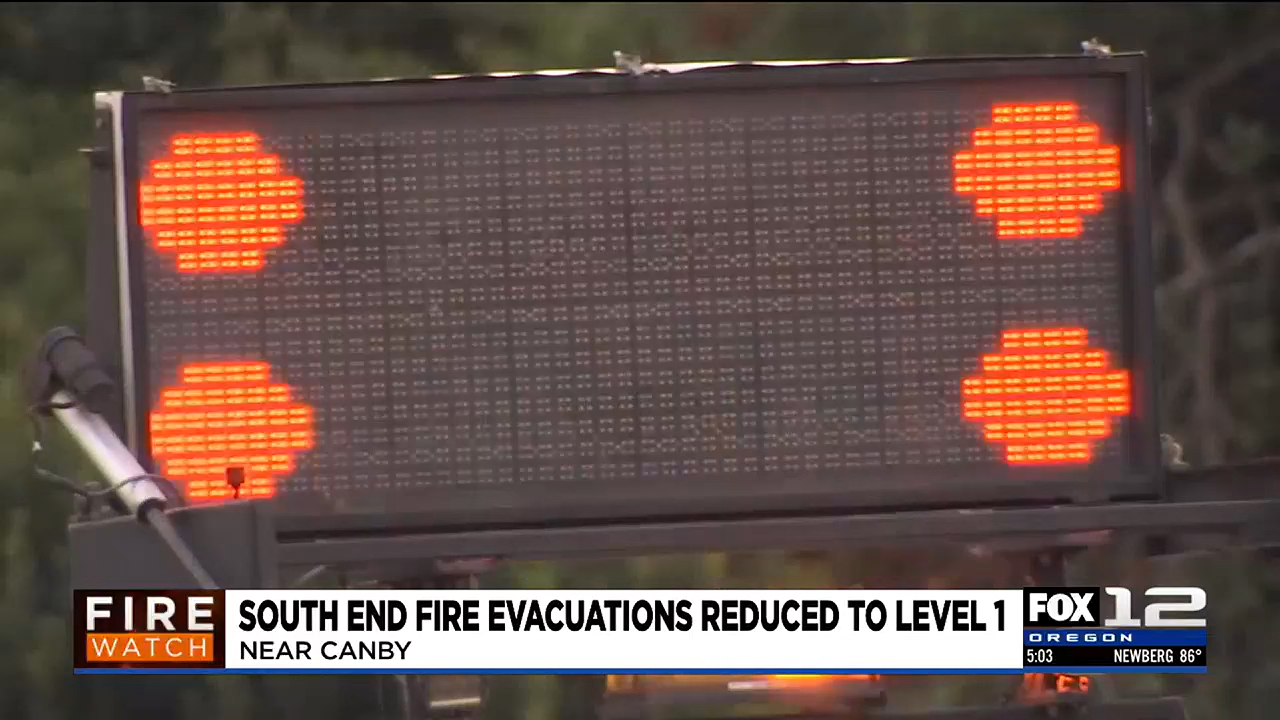 FIRE
WATCH
SOUTH END FIRE EVACUATIONS REDUCED TO LEVEL 1
NEAR CANBY
FOX 12
OREGON
5:03 NEWBERG 86°